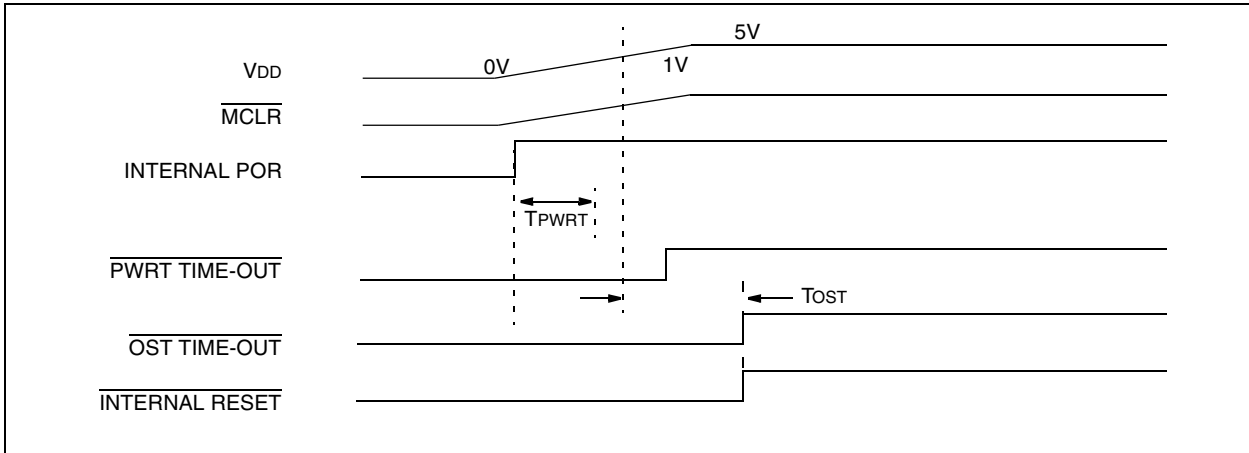 5V
VDD
0V
1V
MCLR
INTERNAL POR
TPWRT
PWRT TIME-OUT
TOST
OST TIME-OUT
INTERNAL RESET